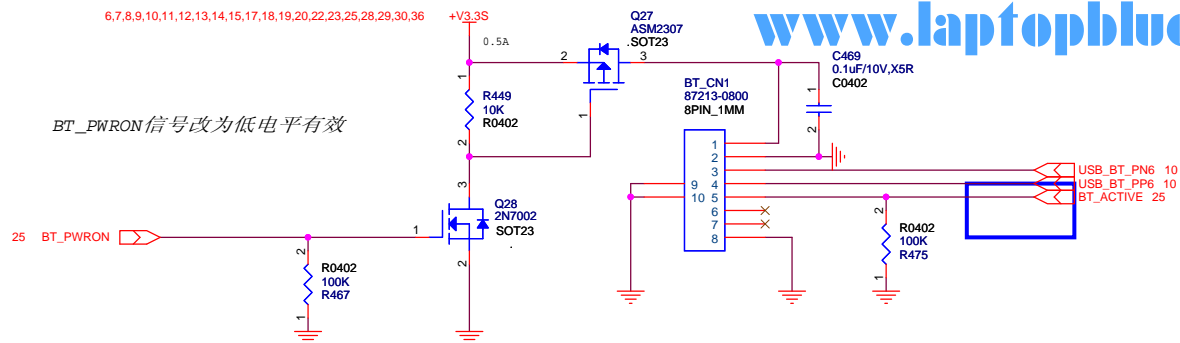 6,7,8,9,10,11,12,13,14,15,17,18,19,20,22,23,25,28,29,30,36
+V3.3S
Q27
ASM2307
SOT23
www.laptopblue
0.5A
2
3
1
C469
0.1uF/10V,X5R
C0402
1
2
BT_CN1
87213-0800
8PIN_1MM
1
R449
10K
R0402
2
BT_PWRON信号改为低电平有效
1
2
3
4
5
6
7
8
9
10
USB_BT_PN6 10
USB_BT_PP6 10
BT_ACTIVE 25
3
Q28
2N7002
SOT23
1
2
25 BT_PWRON
2
R0402
100K
R467
1
2
R0402
100K
R475
1